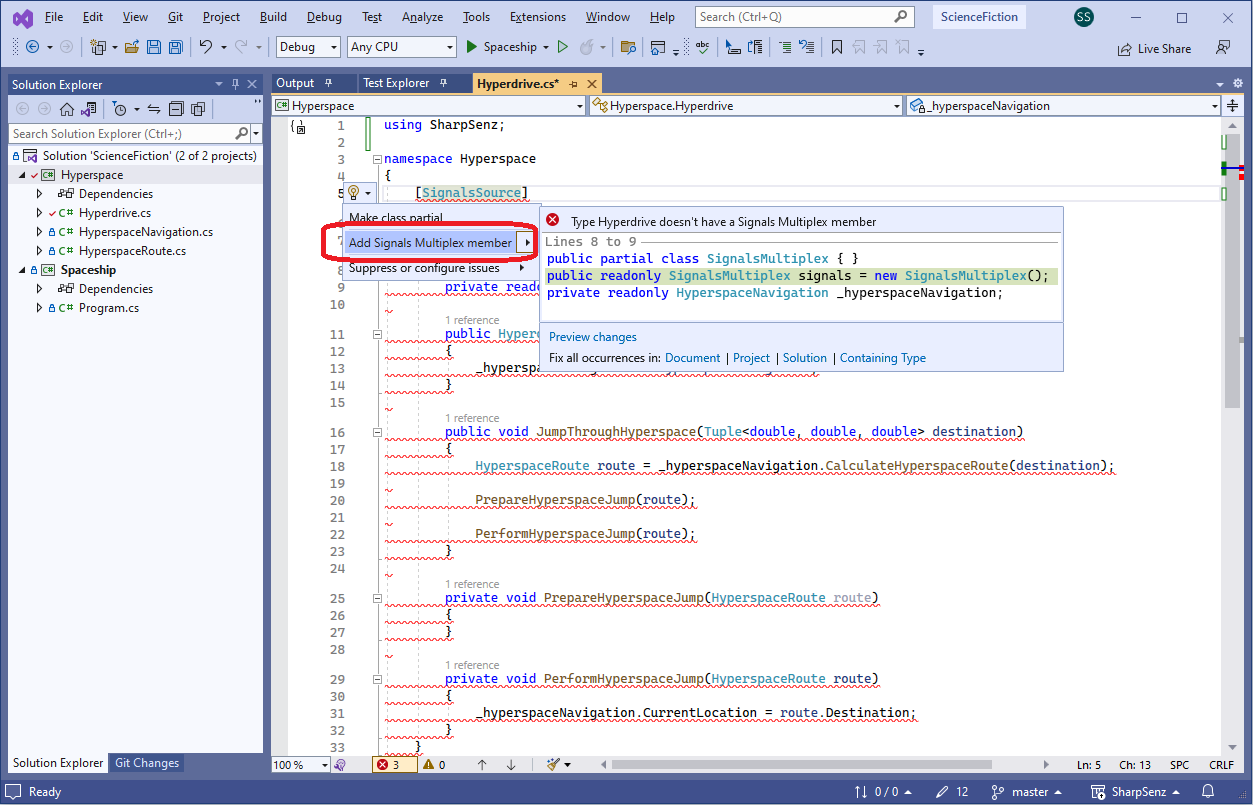 File Edit View Git Project Build Debug Test Analyze Tools Extensions Window Help Search (Ctrl+Q) ScienceFiction SS
Debug Any CPU Spaceship Live Share
Solution Explorer
Search Solution Explorer (Ctrl+;)
Solution 'ScienceFiction' (2 of 2 projects)
Hyperspace
Dependencies
Hyperdrive.cs
HyperspaceNavigation.cs
HyperspaceRoute.cs
Spaceship
Dependencies
Program.cs
Solution Explorer Git Changes
Output Test Explorer Hyperdrive.cs*
Hyperspace Hyperspace.Hyperdrive _hyperspaceNavigation
1 using SharpSenz;
2
3 namespace Hyperspace
4 {
5 [SignalsSource]
Make class partial
7 Add Signals Multiplex member
8 Suppress or configure issues
Type Hyperdrive doesn't have a Signals Multiplex member
Lines 8 to 9
public partial class SignalsMultiplex { }
public readonly SignalsMultiplex signals = new SignalsMultiplex();
private readonly HyperspaceNavigation _hyperspaceNavigation;
Preview changes
Fix all occurrences in: Document | Project | Solution | Containing Type
9 private
10
1 reference
11 public
12 {
13
14 }
15
1 reference
16 public void JumpThroughHyperspace(Tuple<double, double, double> destination)
17 {
18 HyperspaceRoute route = _hyperspaceNavigation.CalculateHyperspaceRoute(destination);
19
20 PrepareHyperspaceJump(route);
21
22 PerformHyperspaceJump(route);
23 }
24
1 reference
25 private void PrepareHyperspaceJump(HyperspaceRoute route)
26 {
27 }
28
1 reference
29 private void PerformHyperspaceJump(HyperspaceRoute route)
30 {
31 _hyperspaceNavigation.CurrentLocation = route.Destination;
32 }
33 }
100 % 3 0 Ln: 5 Ch: 13 SPC CRLF
Ready 0 / 0 12 master SharpSenz